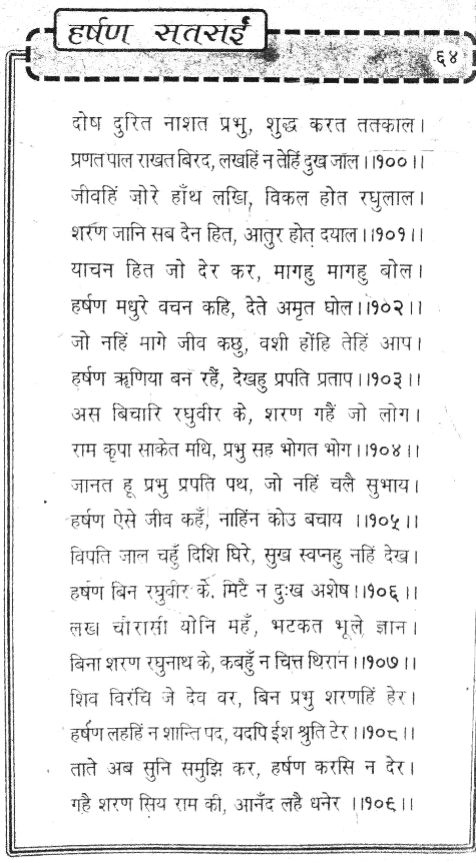 हर्षण सतसई
६४
दोष दुरित नाशत प्रभु, शुद्ध करत ततकाल।
प्रणत पाल राखत बिरद, लखहिं न तेहिं दुख जाल।।१००।।
जीवहिं जोरे हाँथ लखि, विकल होत रघुलाल।
शरँण जानि सब देन हित, आतुर होत दयाल।।१०१।।
याचन हित जो देर कर, मागहु मागहु बोल।
हर्षण मधुरे वचन कहि, देते अमृत घोल।।१०२।।
जो नहिं मागे जीव कछु, वशी होंहि तेहिं आप।
हर्षण ऋणिया बन रहैं, देखहु प्रपति प्रताप।।१०३।।
अस बिचारि रघुवीर के, शरण गहैं जो लोग।
राम कृपा साकेत मधि, प्रभु सह भोगत भोग।।१०४।।
जानत हू प्रभु प्रपति पथ, जो नहिं चलै सुभाय।
हर्षण ऐसे जीव कहँ, नाहिंन कोउ बचाय ।।१०५।।
विपति जाल चहुँ दिशि घिरे, सुख स्वप्नहु नहिं देख।
हर्षण बिन रघुवीर के. मिटै न दुःख अशेष।।१०६।।
लख चौरासी योनि महँ, भटकत भूले ज्ञान।
बिना शरण रघुनाथ के, कबहुँ न चित्त थिरान।।१०७।।
शिव विरंचि जे देव वर, बिन प्रभु शरणहिं हेर।
हर्षण लहहिं न शान्ति पद, यदपि ईश श्रुति टेर।।१०८।।
ताते अब सुनि समुझि कर, हर्षण करसि न देर।
गहै शरण सिय राम की, आनँद लहै धनेर ।।१०९।।